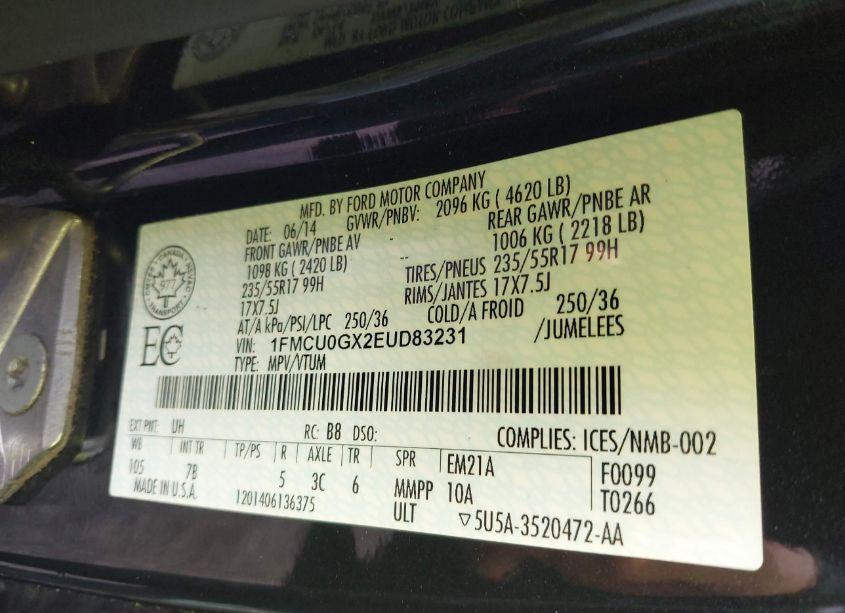 MFD. BY FORD MOTOR COMPANY
DATE: 06/14 GVWR/PNBV: 2096 KG ( 4620 LB)
FRONT GAWR/PNBE AV - REAR GAWR/PNBE AR
1098 KG ( 2420 LB) - 1006 KG ( 2218 LB)
235/55R17 99H TIRES/PNEUS 235/55R17 99H
17X7.5J RIMS/JANTES 17X7.5J
AT/A kPa/PSI/LPC 250/36 COLD/A FROID 250/36
VIN: 1FMCU0GX2EUD83231 /JUMELEES
TYPE: MPV/VTUM
CANADA
977
TRANSPORT
EC
EXT PNT: UH RC: B8 DSO: COMPLIES: ICES/NMB-002
WB INT TR TP/PS R AXLE TR SPR EM21A F0099
105 7B 5 3C 6 MMPP 10A T0266
MADE IN U.S.A. 1201406136375 ULT ▽5U5A-3520472-AA